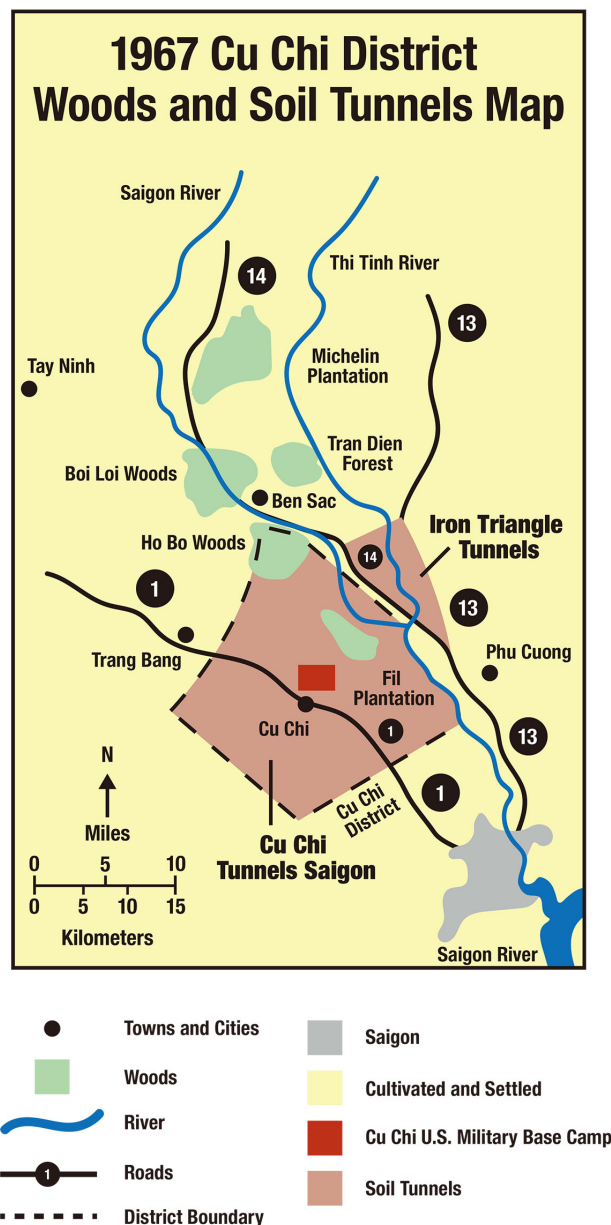 1967 Cu Chi District
Woods and Soil Tunnels Map
Saigon River
Thi Tinh River
14
13
Tay Ninh
Michelin
Plantation
Tran Dien
Forest
Boi Loi Woods
Ben Sac
Iron Triangle
Tunnels
Ho Bo Woods
14
1
13
Trang Bang
Phu Cuong
Fil
Plantation
Cu Chi
1
13
N
Cu Chi
District
1
Miles
Cu Chi
Tunnels Saigon
0 5 10
0 5 10 15
Kilometers
Saigon River
Towns and Cities
Woods
River
1
Roads
District Boundary
Saigon
Cultivated and Settled
Cu Chi U.S. Military Base Camp
Soil Tunnels